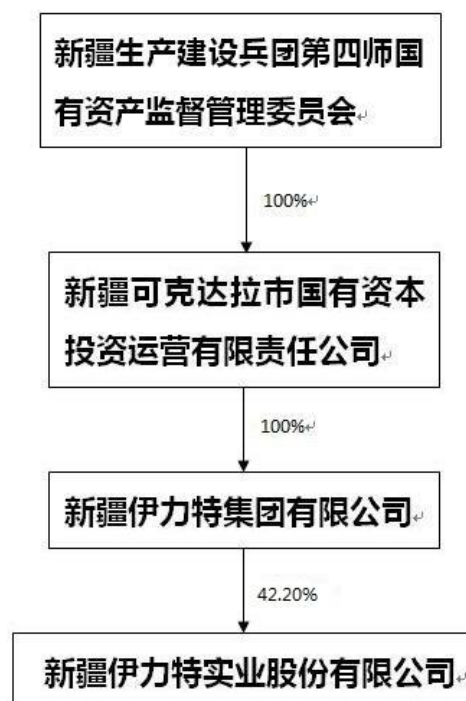 新疆生产建设兵团第四师国
有资产监督管理委员会
100%
新疆可克达拉市国有资本
投资运营有限责任公司
100%
新疆伊力特集团有限公司
42.20%
新疆伊力特实业股份有限公司